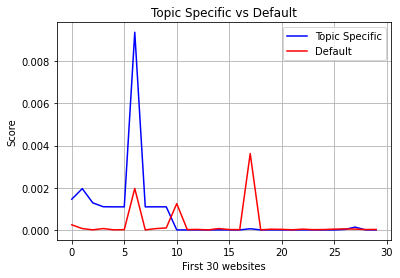 Topic Specific vs Default
Topic Specific
Default
Score
0.008
0.006
0.004
0.002
0.000
0
5
10
15
20
25
30
First 30 websites